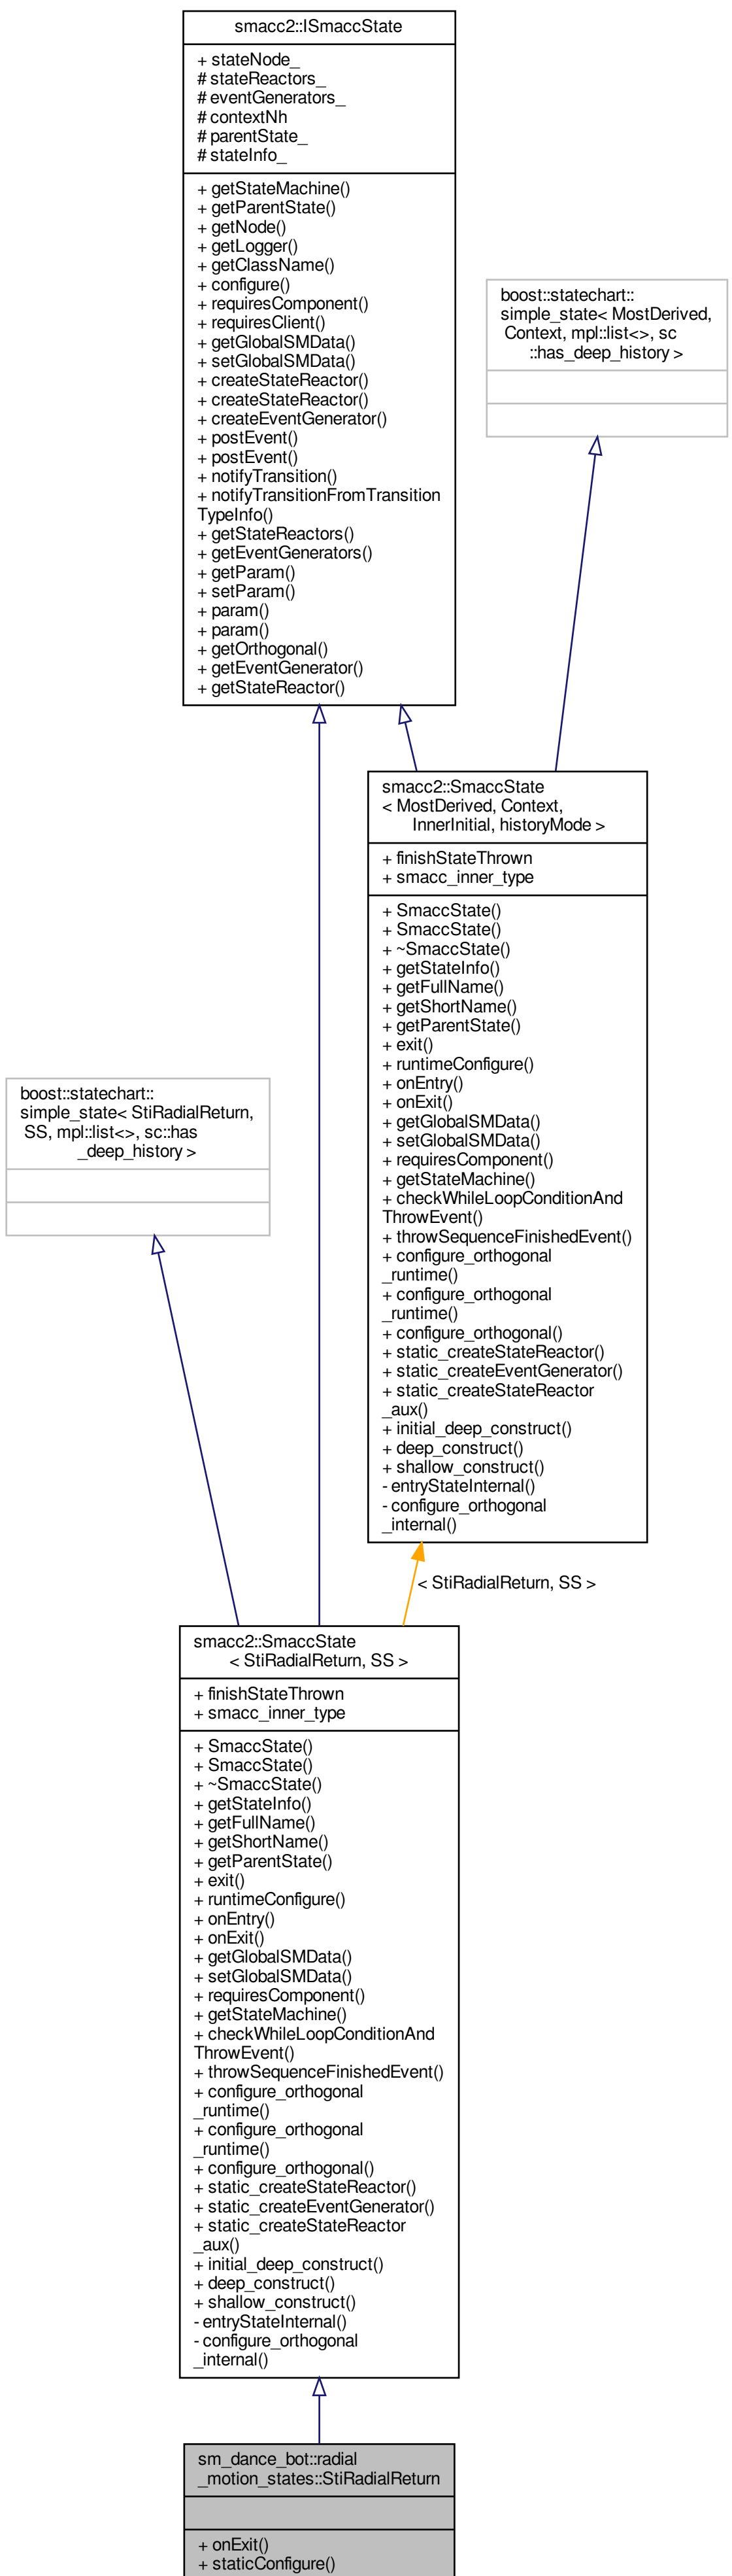 smacc2::ISmaccState
+ stateNode_
# stateReactors_
# eventGenerators_
# contextNh
# parentState_
# stateInfo_
+ getStateMachine()
+ getParentState()
+ getNode()
+ getLogger()
+ getClassName()
+ configure()
+ requiresComponent()
+ requiresClient()
+ getGlobalSMData()
+ setGlobalSMData()
+ createStateReactor()
+ createStateReactor()
+ createEventGenerator()
+ postEvent()
+ postEvent()
+ notifyTransition()
+ notifyTransitionFromTransition
TypeInfo()
+ getStateReactors()
+ getEventGenerators()
+ getParam()
+ setParam()
+ param()
+ param()
+ getOrthogonal()
+ getEventGenerator()
+ getStateReactor()
boost::statechart::
simple_state< MostDerived,
Context, mpl::list<>, sc
::has_deep_history >
smacc2::SmaccState
< MostDerived, Context,
InnerInitial, historyMode >
+ finishStateThrown
+ smacc_inner_type
+ SmaccState()
+ SmaccState()
+ ~SmaccState()
+ getStateInfo()
+ getFullName()
+ getShortName()
+ getParentState()
+ exit()
+ runtimeConfigure()
+ onEntry()
+ onExit()
+ getGlobalSMData()
+ setGlobalSMData()
+ requiresComponent()
+ getStateMachine()
+ checkWhileLoopConditionAnd
ThrowEvent()
+ throwSequenceFinishedEvent()
+ configure_orthogonal
_runtime()
+ configure_orthogonal
_runtime()
+ configure_orthogonal()
+ static_createStateReactor()
+ static_createEventGenerator()
+ static_createStateReactor
_aux()
+ initial_deep_construct()
+ deep_construct()
+ shallow_construct()
- entryStateInternal()
- configure_orthogonal
_internal()
boost::statechart::
simple_state< StiRadialReturn,
SS, mpl::list<>, sc::has
_deep_history >
< StiRadialReturn, SS >
smacc2::SmaccState
< StiRadialReturn, SS >
+ finishStateThrown
+ smacc_inner_type
+ SmaccState()
+ SmaccState()
+ ~SmaccState()
+ getStateInfo()
+ getFullName()
+ getShortName()
+ getParentState()
+ exit()
+ runtimeConfigure()
+ onEntry()
+ onExit()
+ getGlobalSMData()
+ setGlobalSMData()
+ requiresComponent()
+ getStateMachine()
+ checkWhileLoopConditionAnd
ThrowEvent()
+ throwSequenceFinishedEvent()
+ configure_orthogonal
_runtime()
+ configure_orthogonal
_runtime()
+ configure_orthogonal()
+ static_createStateReactor()
+ static_createEventGenerator()
+ static_createStateReactor
_aux()
+ initial_deep_construct()
+ deep_construct()
+ shallow_construct()
- entryStateInternal()
- configure_orthogonal
_internal()
sm_dance_bot::radial
_motion_states::StiRadialReturn
+ onExit()
+ staticConfigure()